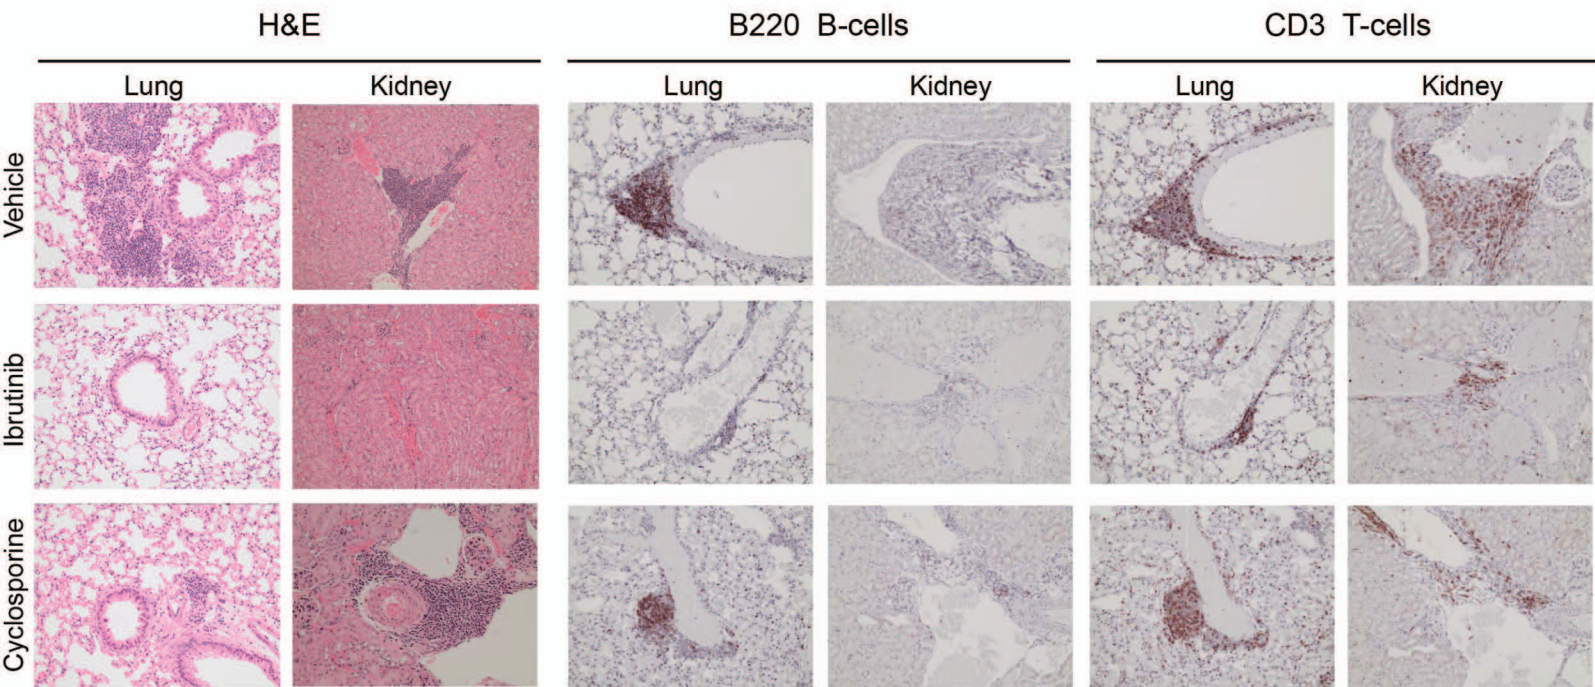 H&E B220 B-cells CD3 T-cells
Lung Kidney Lung Kidney Lung Kidney
Vehicle
Ibrutinib
Cyclosporine